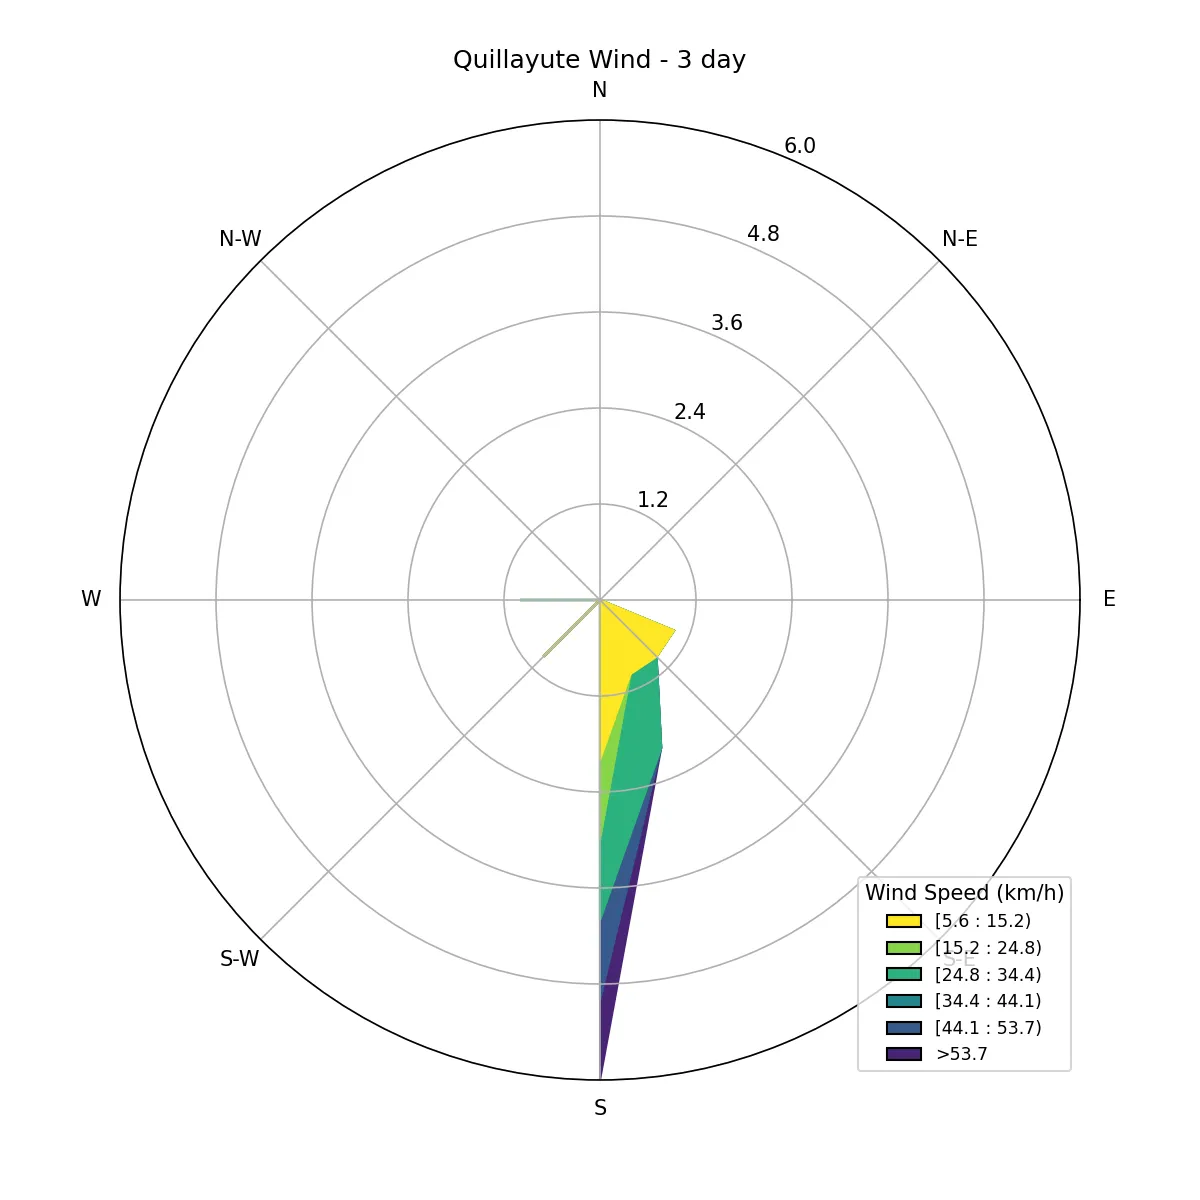 Quillayute Wind - 3 day
N
6.0
N-W
4.8
N-E
3.6
2.4
1.2
W
E
S-W
S-E
S
Wind Speed (km/h)
[5.6 : 15.2)
[15.2 : 24.8)
[24.8 : 34.4)
[34.4 : 44.1)
[44.1 : 53.7)
>53.7